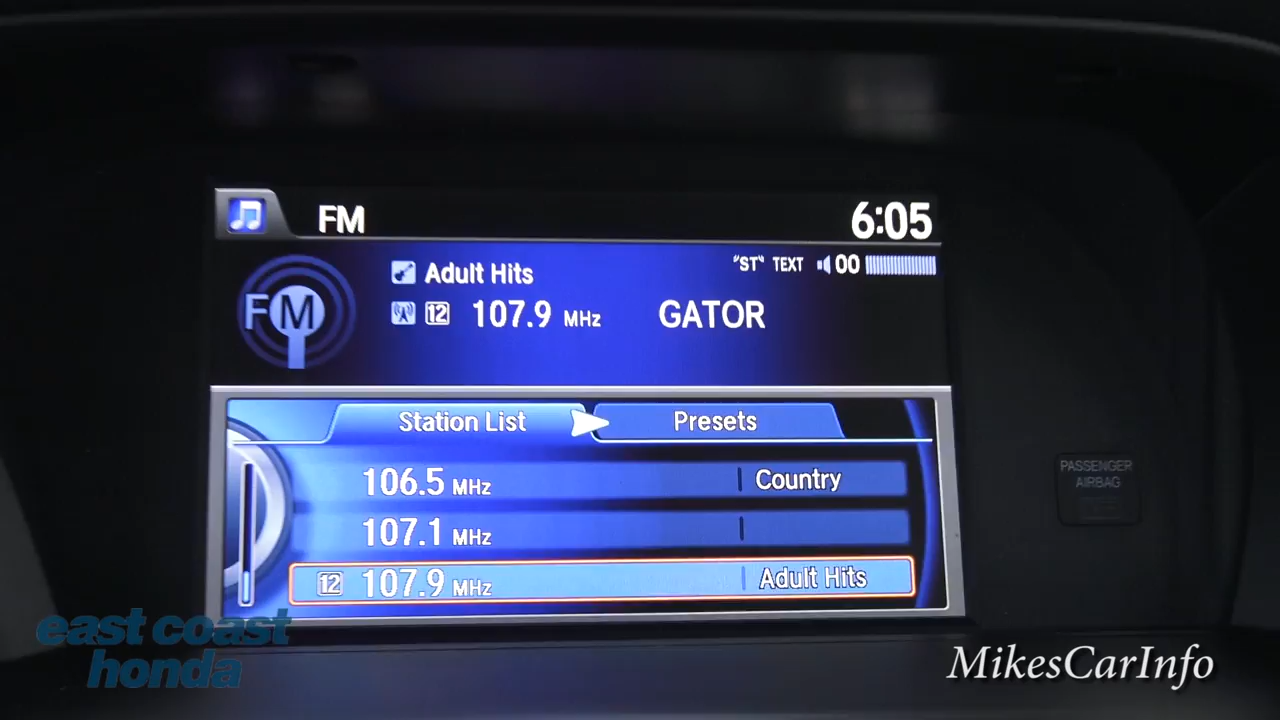 FM 6:05
"ST" TEXT 00
Adult Hits
FM
12 107.9 MHz GATOR
Station List Presets
106.5 MHz Country
107.1 MHz
12 107.9 MHz Adult Hits
PASSENGER
AIRBAG
east coast
honda
MikesCarInfo